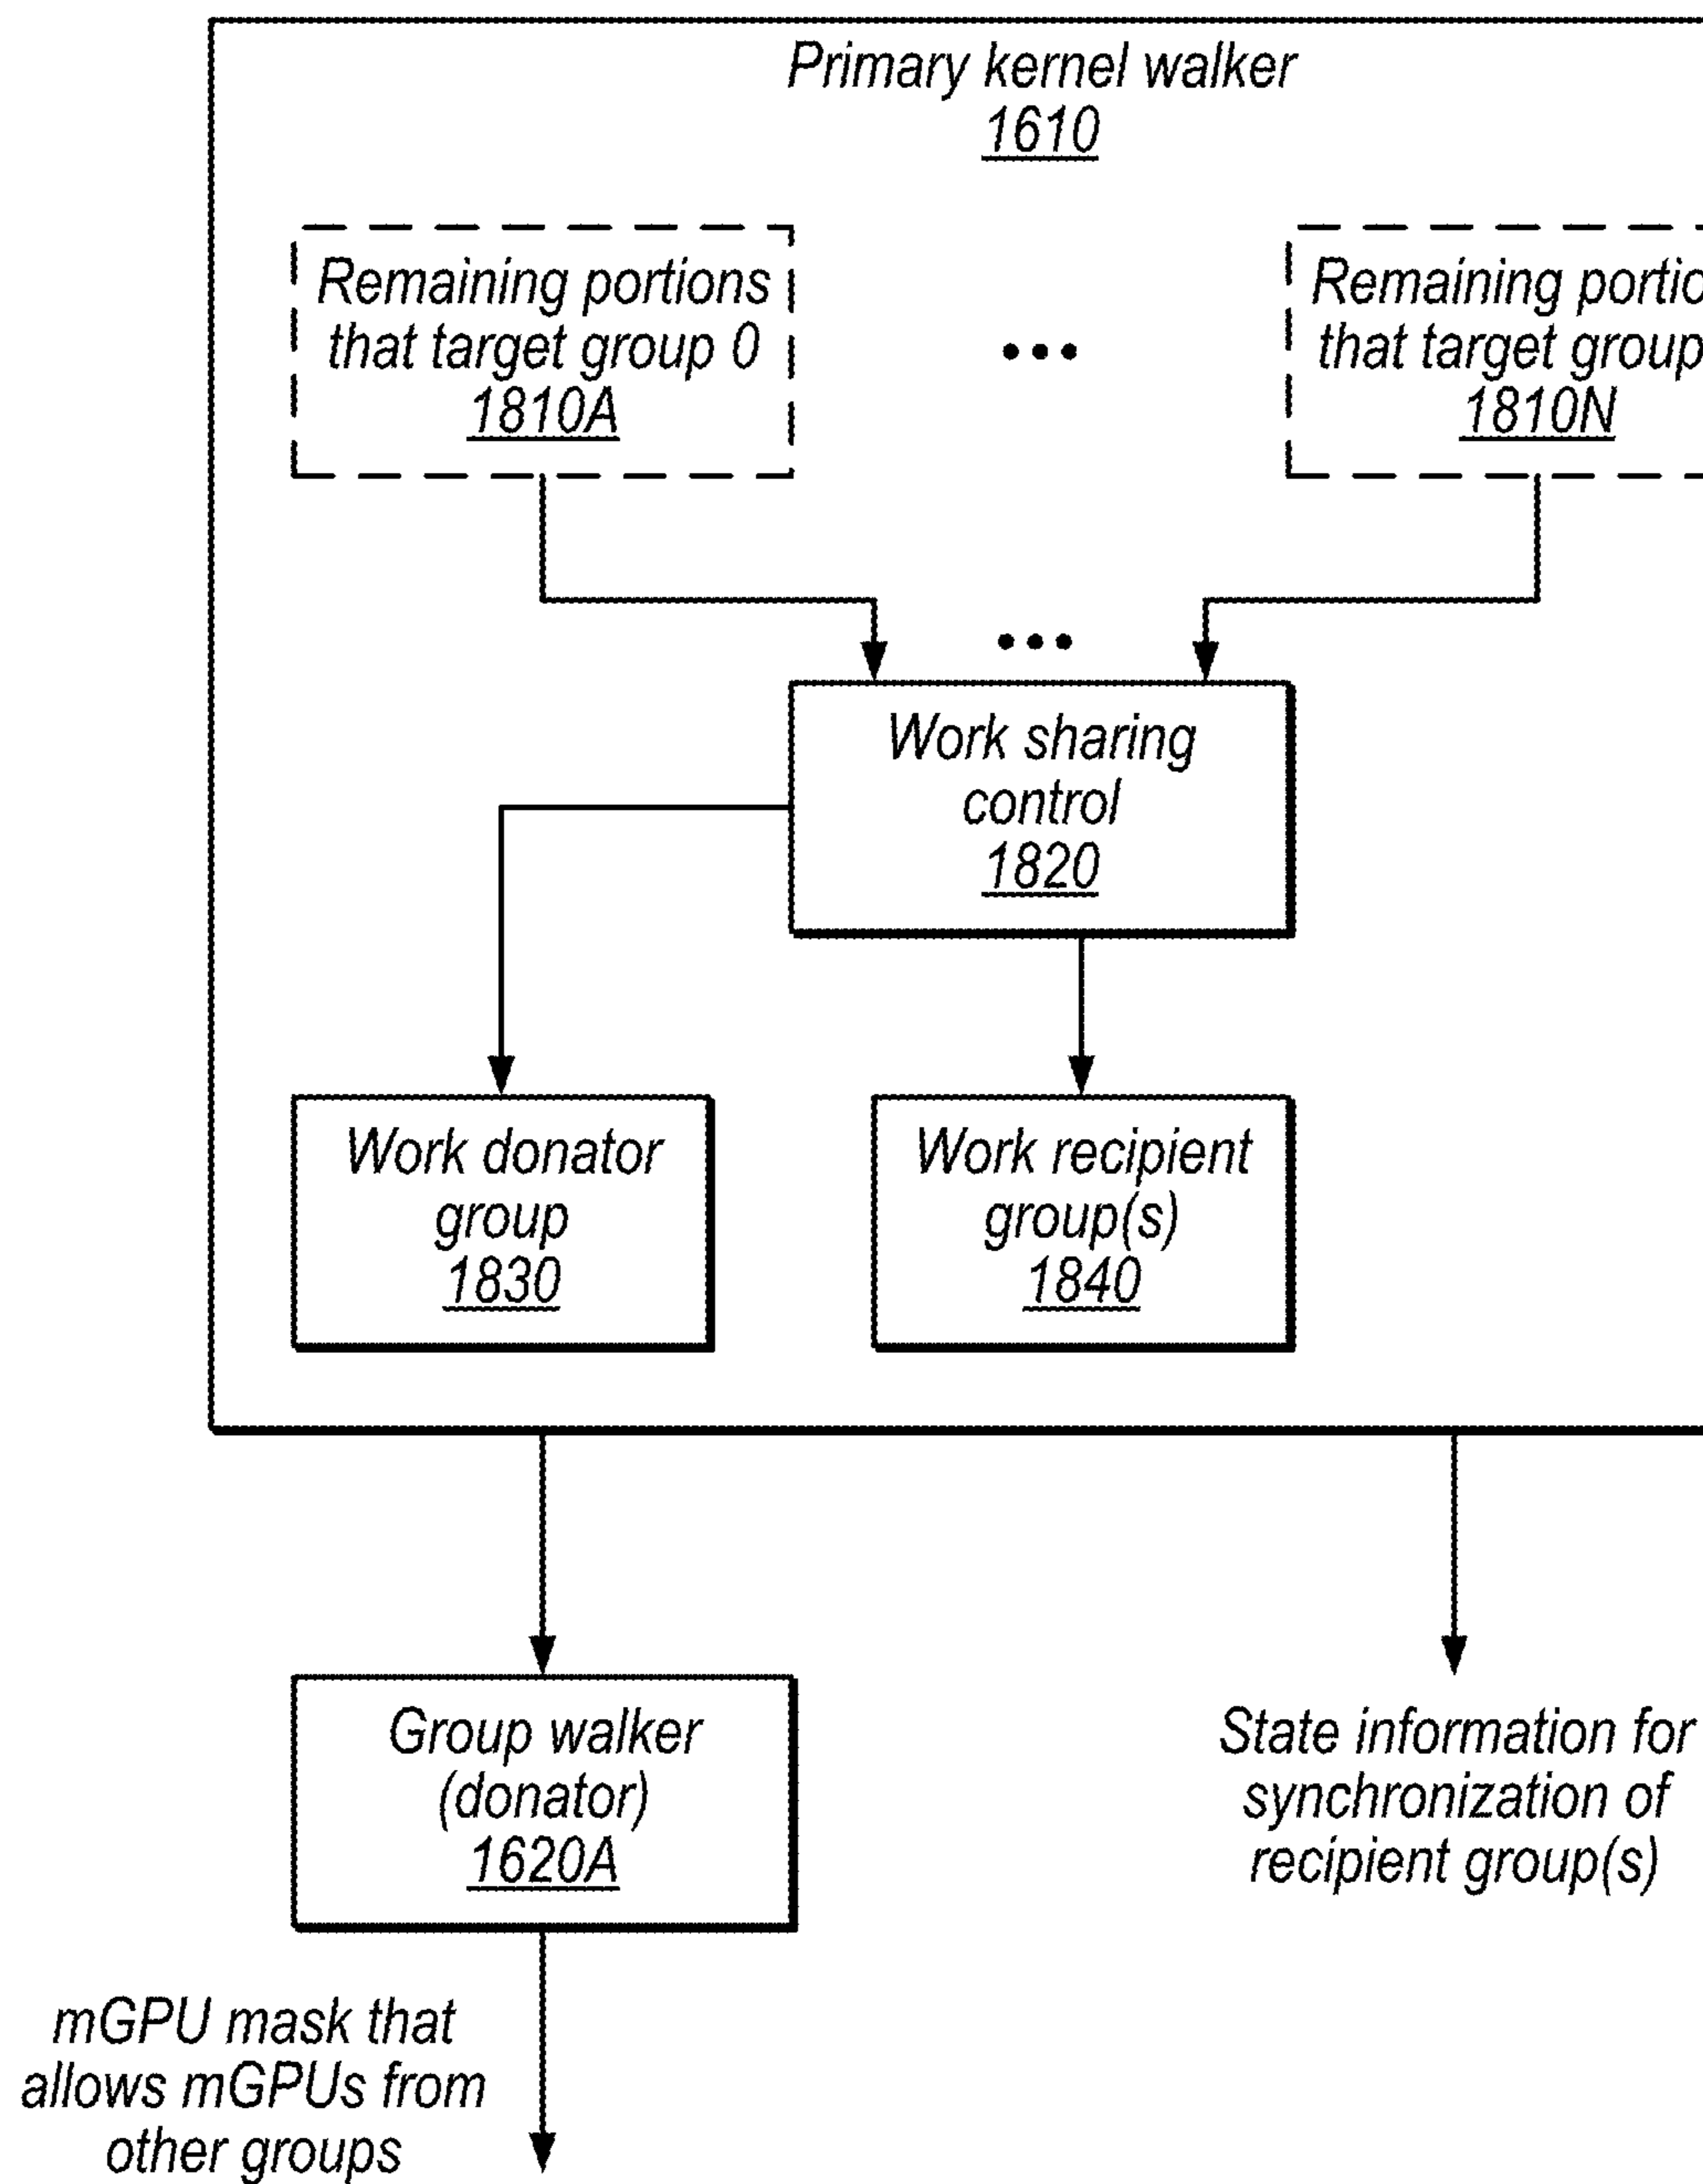 Primary kernel walker
1610
Remaining portions
that target group 0
1810A
•••
Remaining
that target group
1810N
•••
Work sharing
control
1820
Work donator
group
1830
Work recipient
group(s)
1840
Group walker
(donator)
1620A
State information for
synchronization of
recipient group(s)
mGPU mask that
allows mGPUs from
other groups